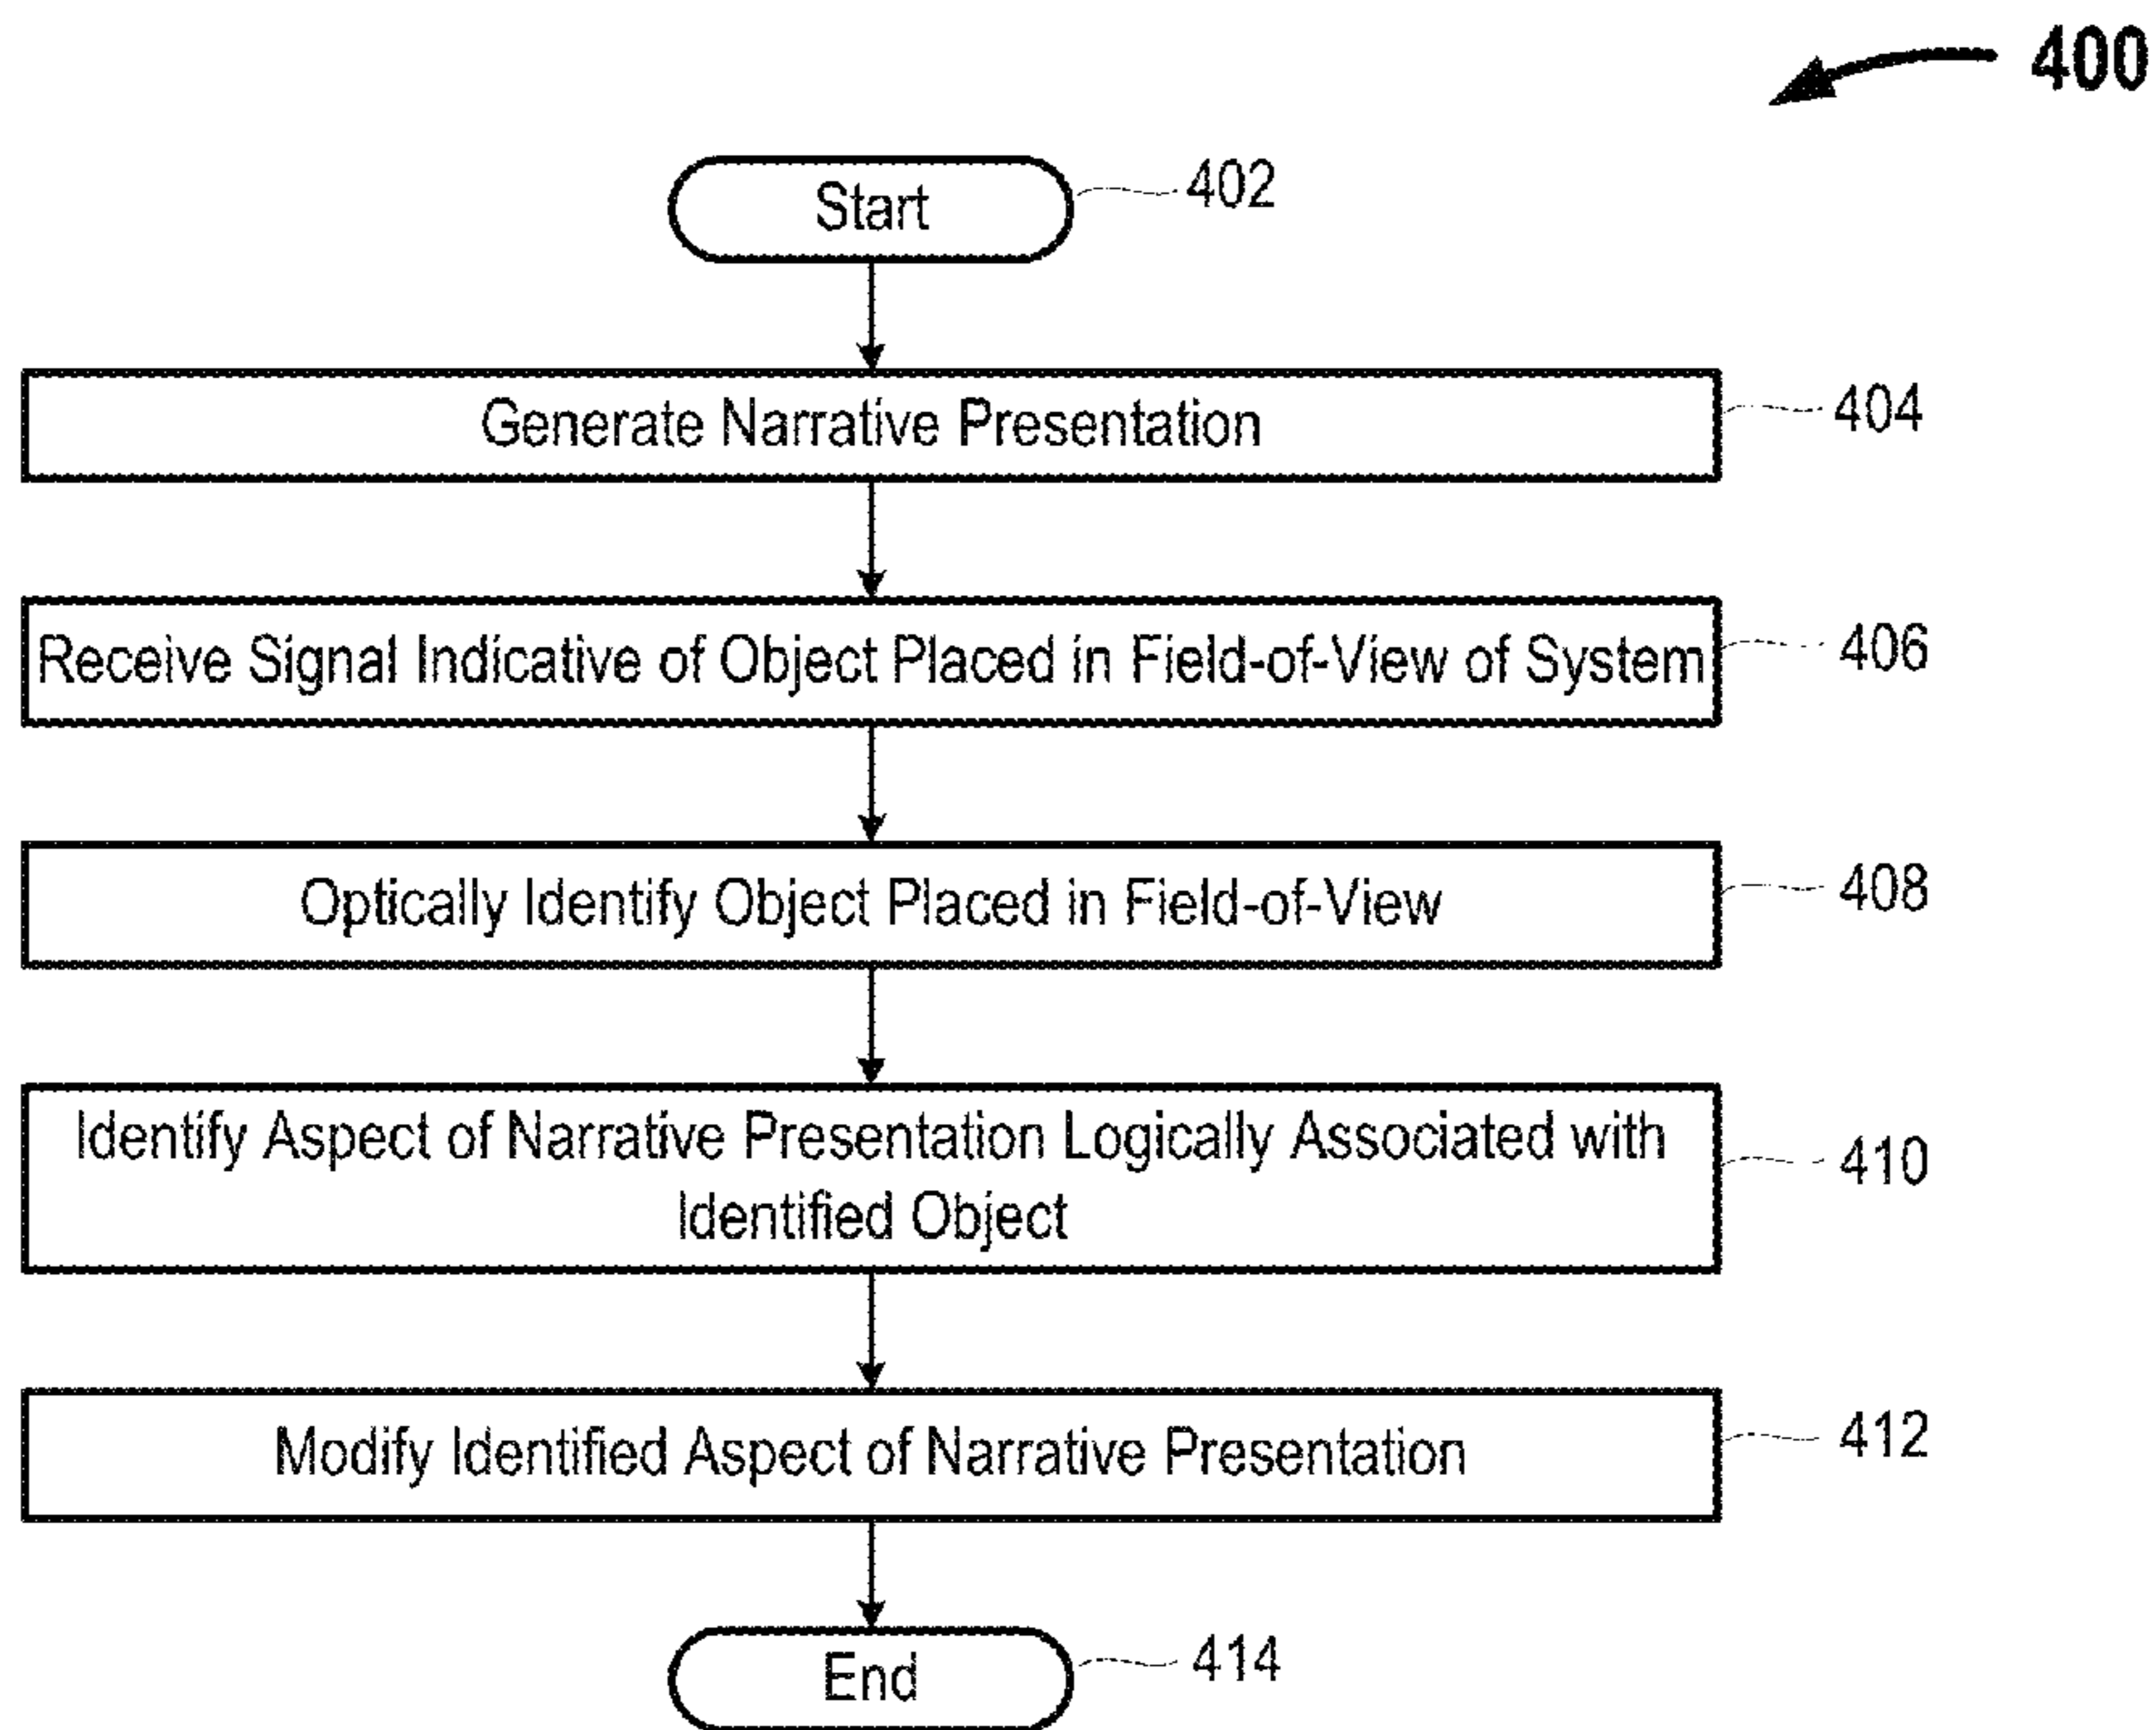 400
Start
402
Generate Narrative Presentation
404
Receive Signal Indicative of Object Placed in Field-of-View of System
406
Optically Identify Object Placed in Field-of-View
408
Identify Aspect of Narrative Presentation Logically Associated with
Identified Object
410
Modify Identified Aspect of Narrative Presentation
412
End
414